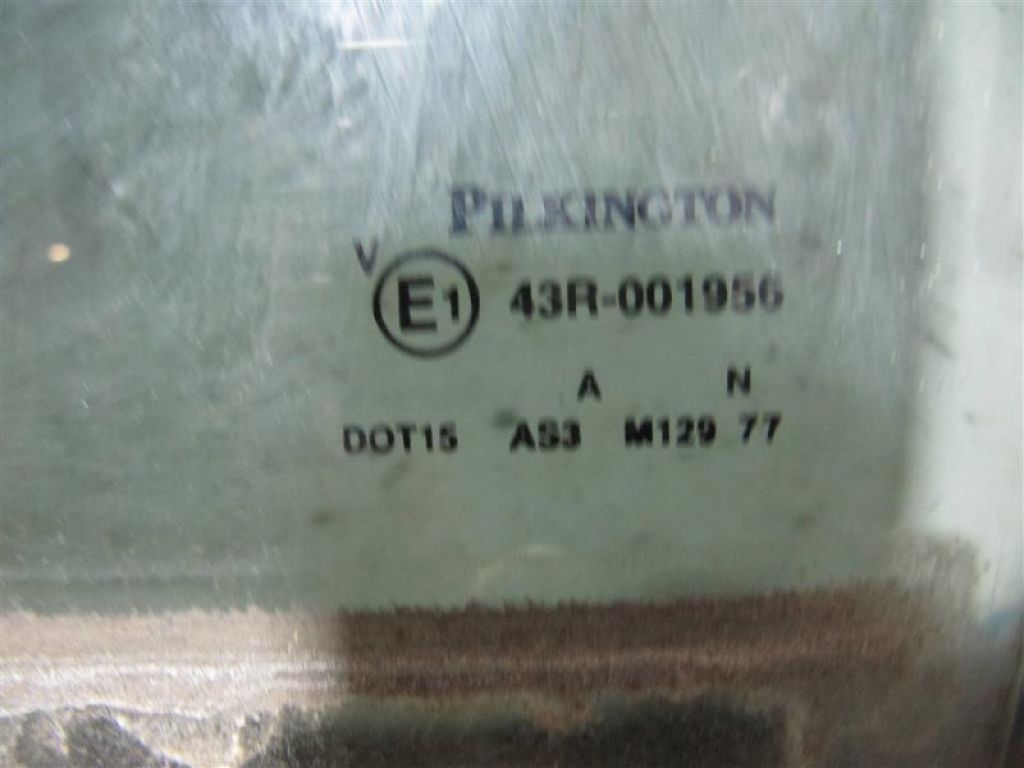 PILKINGTON
V
E1 43R-001956
A N
DOT15 AS3 M129 77